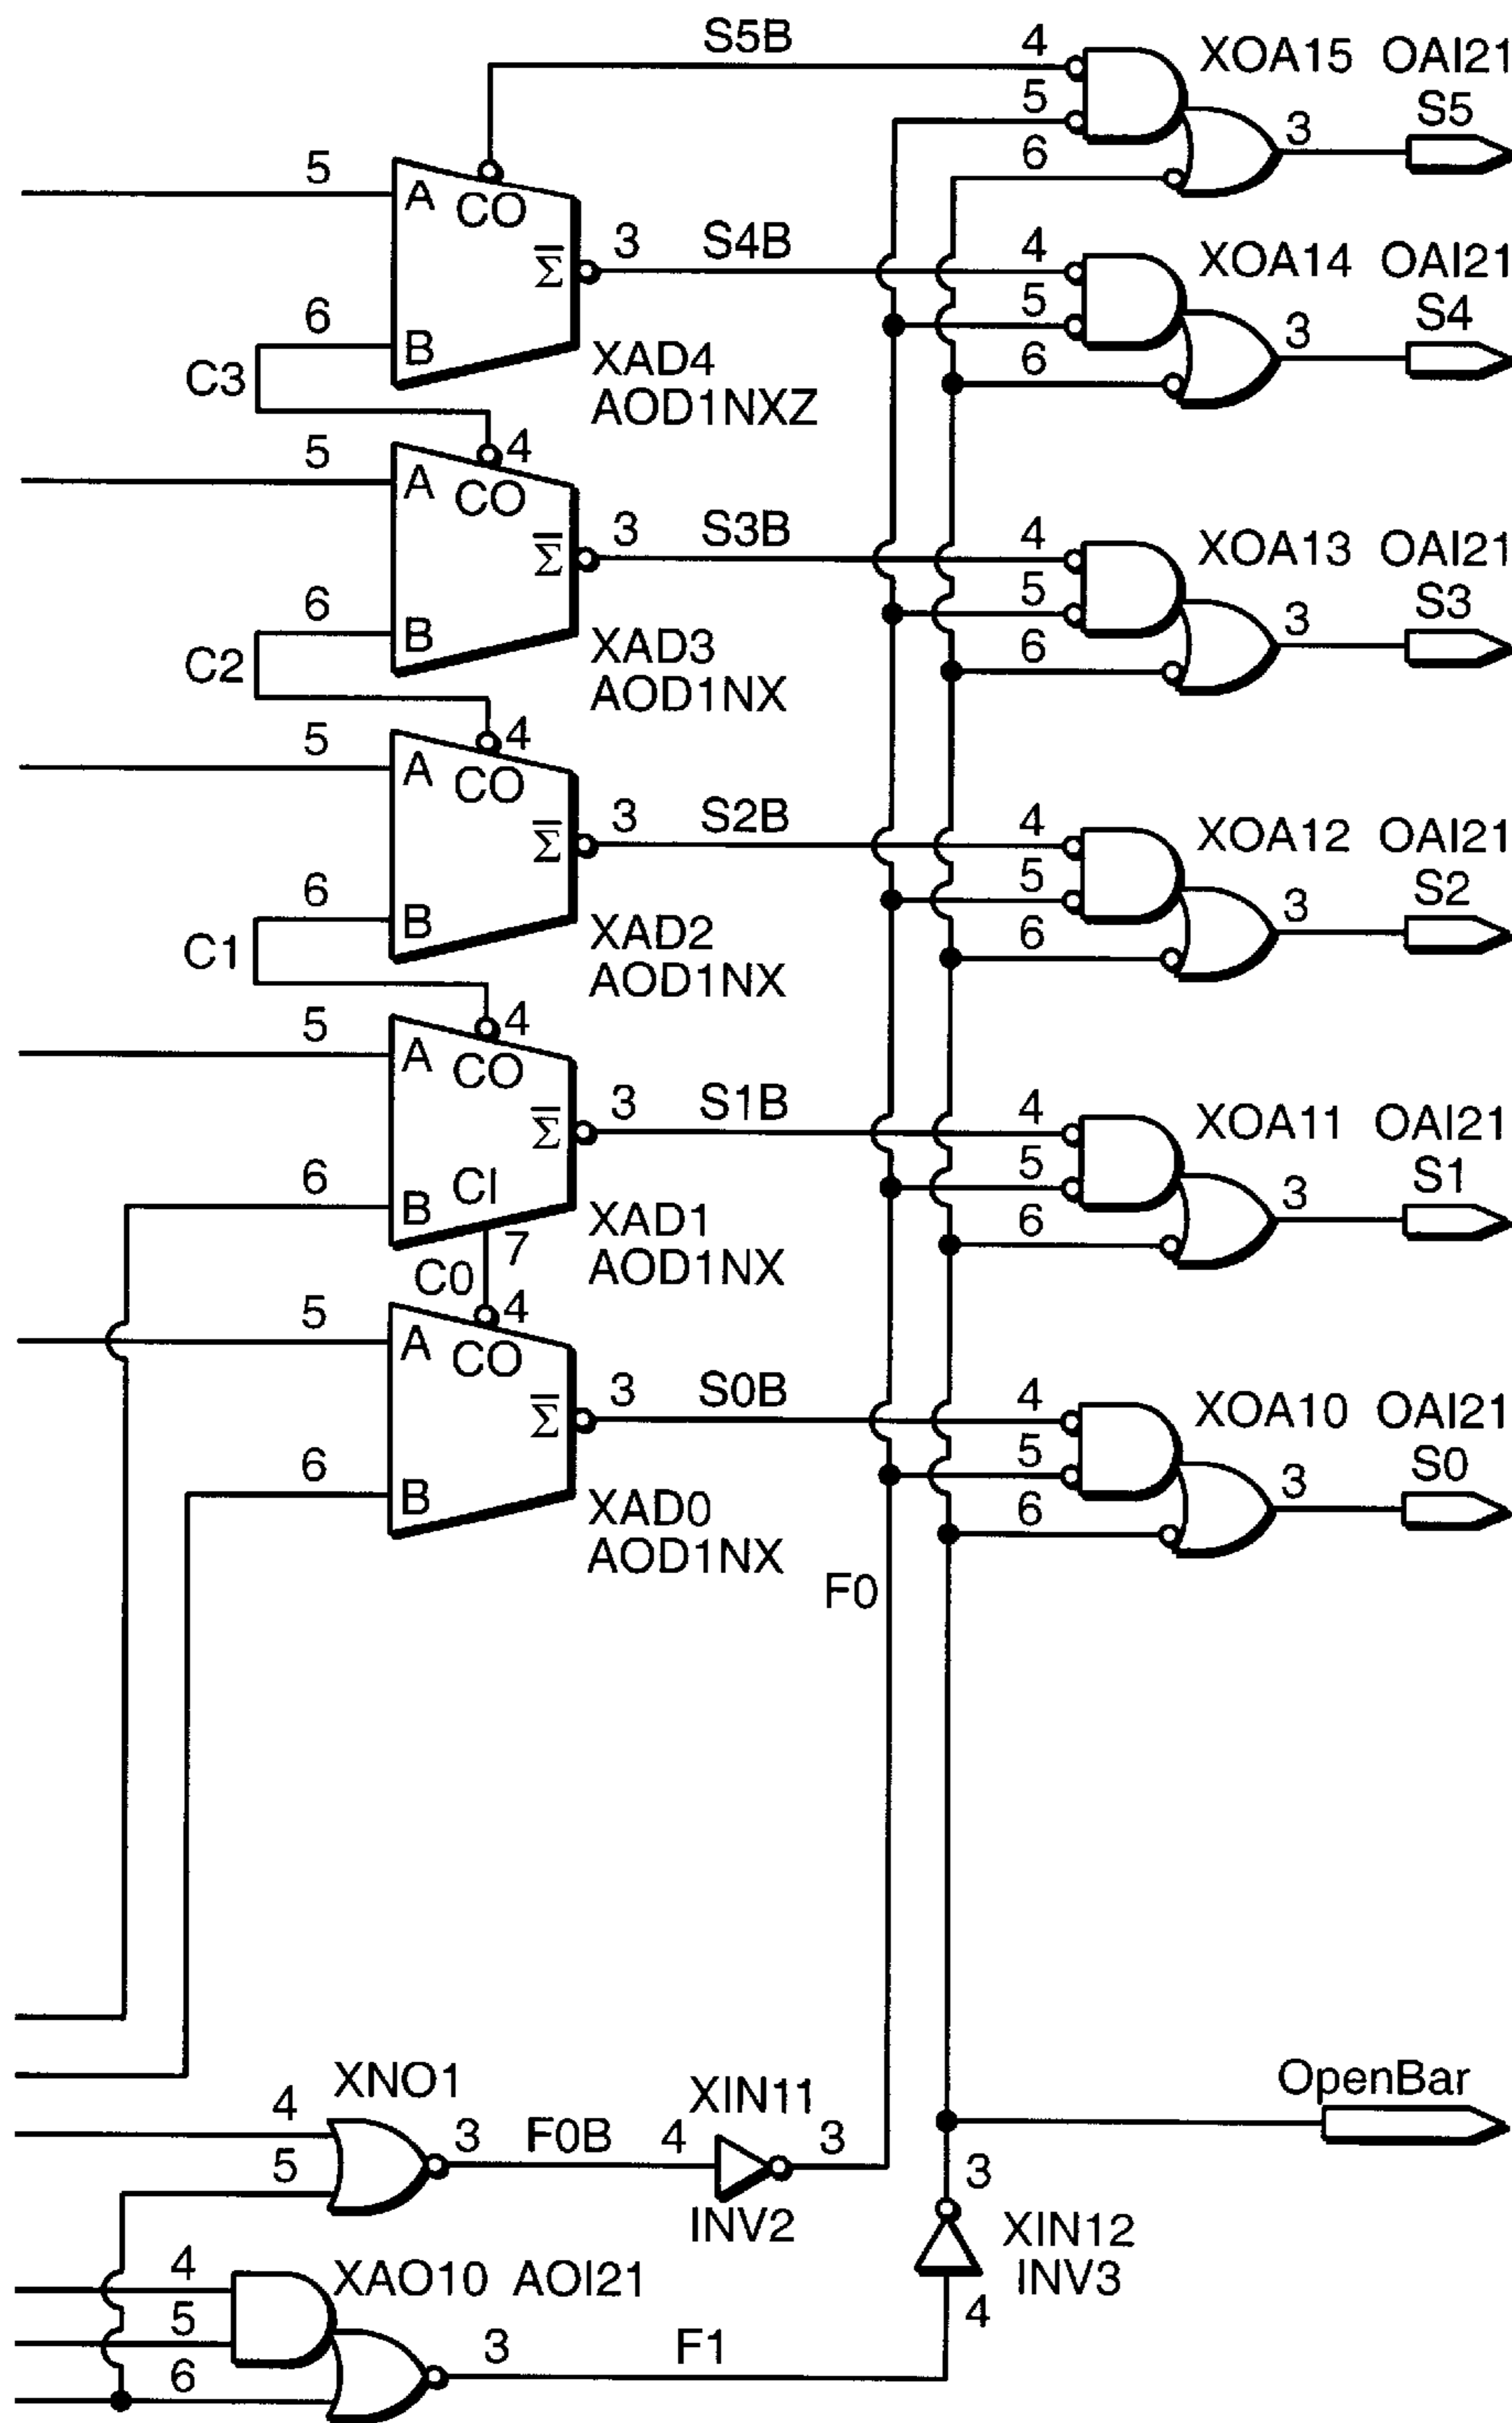 S5B
4
XOA15 OAI21
5
S5
3
6
5
A
CO
3
S4B
4
XOA14 OAI21
Σ
5
S4
3
6
6
B
C3
XAD4
AOD1NXZ
4
5
A
CO
3
S3B
4
XOA13 OAI21
Σ
5
S3
3
6
6
B
C2
XAD3
AOD1NX
4
5
A
CO
3
S2B
4
XOA12 OAI21
Σ
5
S2
3
6
6
B
C1
XAD2
AOD1NX
4
5
A
CO
3
S1B
4
XOA11 OAI21
Σ
5
S1
3
6
CI
6
B
XAD1
AOD1NX
7
C0
4
5
A
CO
3
S0B
4
XOA10 OAI21
Σ
5
S0
3
6
6
B
XAD0
AOD1NX
F0
OpenBar
XNO1
4
3
F0B
4
XIN11
3
5
INV2
3
XIN12
INV3
4
4
XAO10 AOI21
5
3
F1
6